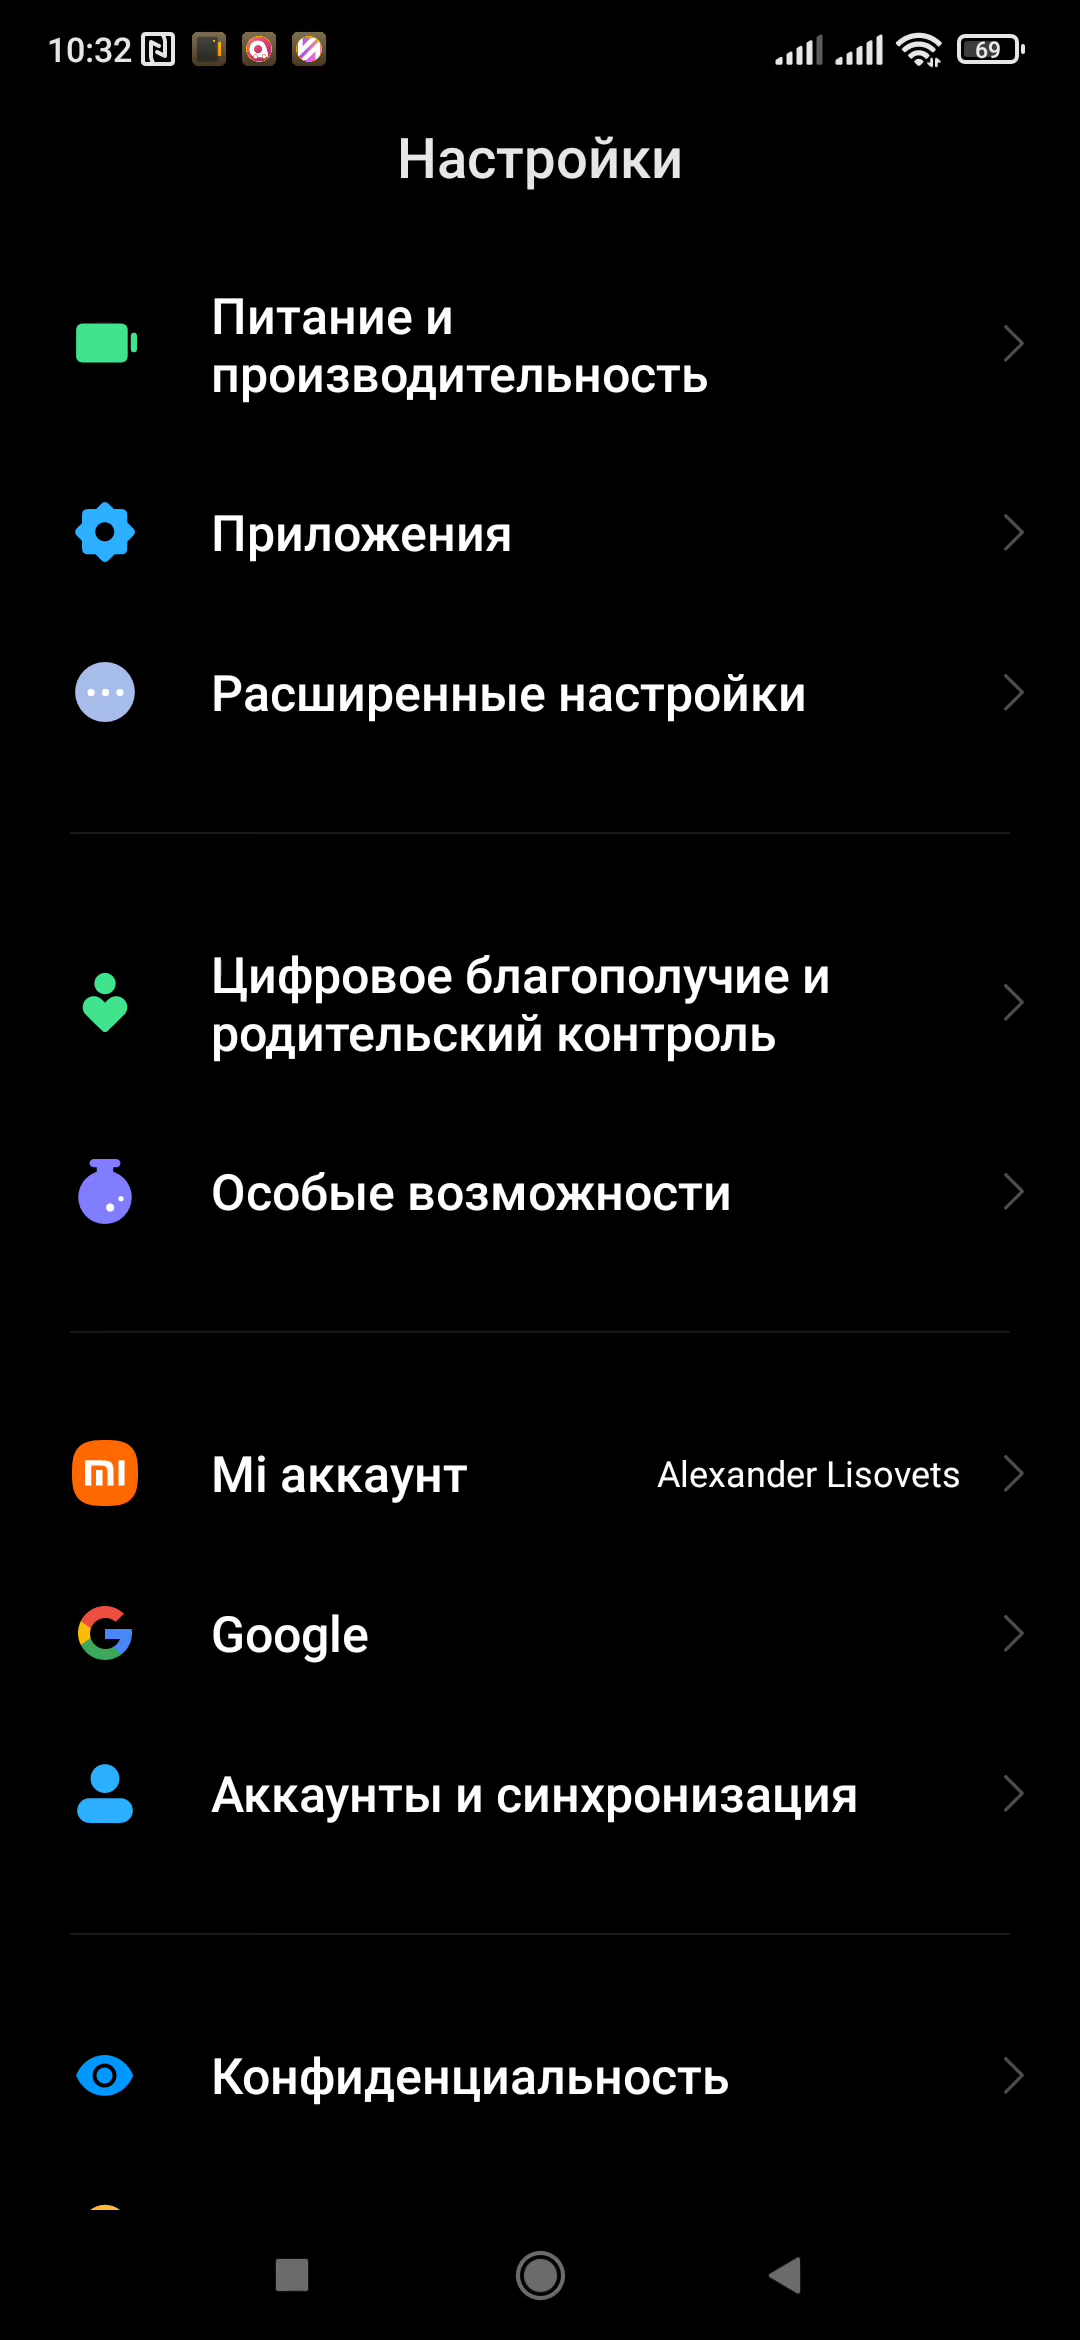 10:32
69
Настройки
Питание и
производительность
Приложения
Расширенные настройки
Цифровое благополучие и
родительский контроль
Особые возможности
Mi аккаунт
Alexander Lisovets
Google
Аккаунты и синхронизация
Конфиденциальность